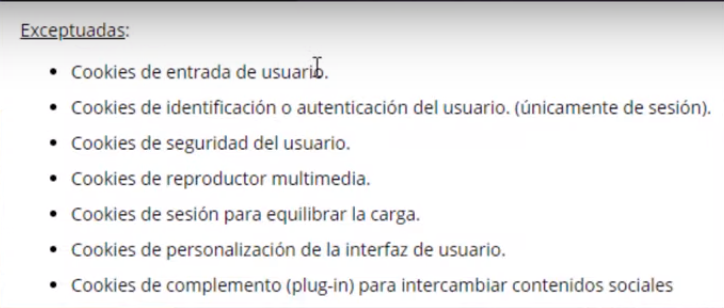 Exceptuadas:
• Cookies de entrada de usuario.
• Cookies de identificación o autenticación del usuario. (únicamente de sesión).
• Cookies de seguridad del usuario.
• Cookies de reproductor multimedia.
• Cookies de sesión para equilibrar la carga.
• Cookies de personalización de la interfaz de usuario.
• Cookies de complemento (plug-in) para intercambiar contenidos sociales